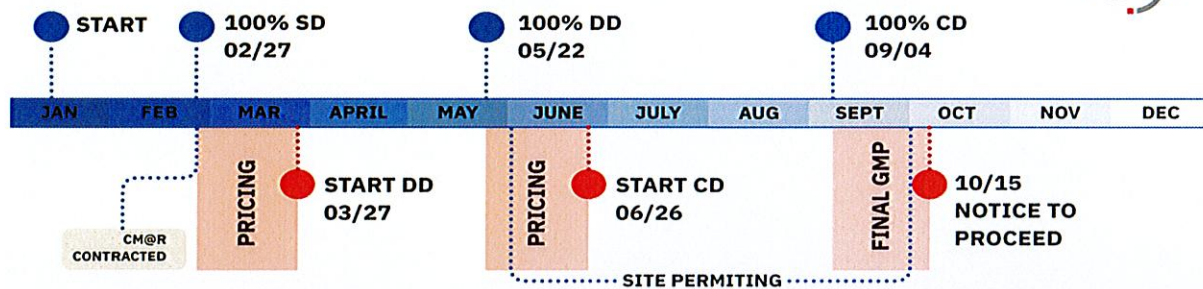 START
100% SD
02/27
100% DD
05/22
100% CD
09/04
JAN FEB MAR APRIL MAY JUNE JULY AUG SEPT OCT NOV DEC
PRICING
START DD
03/27
PRICING
START CD
06/26
FINAL GMP
10/15
NOTICE TO
PROCEED
CM@R
CONTRACTED
SITE PERMITING